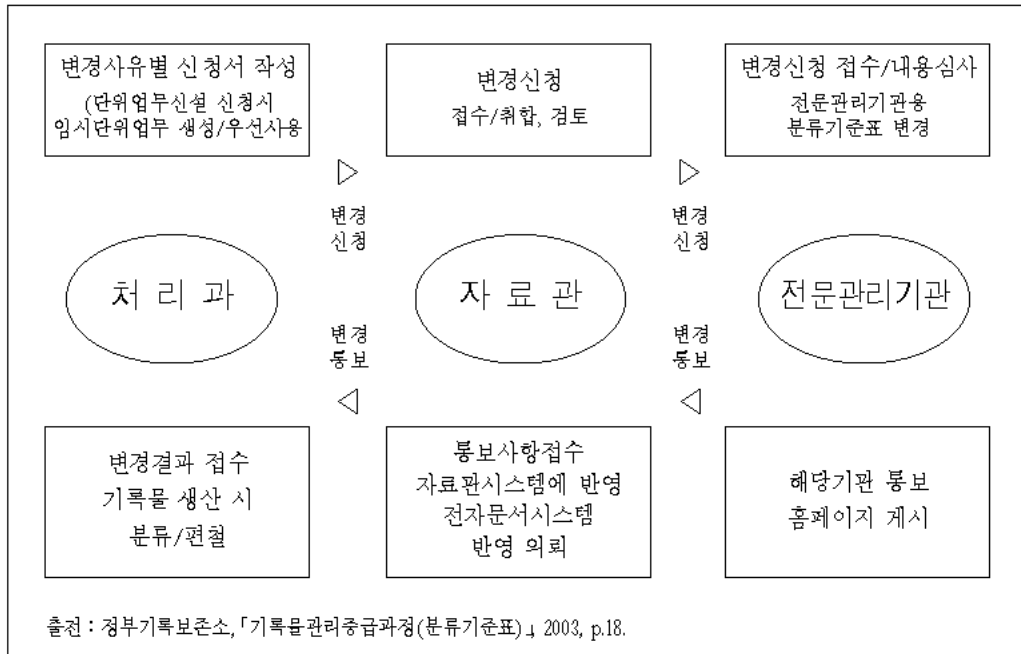 변경사유별 신청서 작성
(단위업무신설 신청시
임시단위업무 생성/우선사용
변경신청
접수/취합, 검토
변경신청 접수/내용심사
전문관리기관용
분류기준표 변경
변경
신청
변경
신청
처 리 과
자 료 관
전문관리기관
변경
통보
변경
통보
변경결과 접수
기록물 생산 시
분류/편철
통보사항접수
자료관시스템에 반영
전자문서시스템
반영 의뢰
해당기관 통보
홈페이지 게시
출전 : 정부기록보존소, 「기록물관리중급과정(분류기준표)」, 2003, p.18.